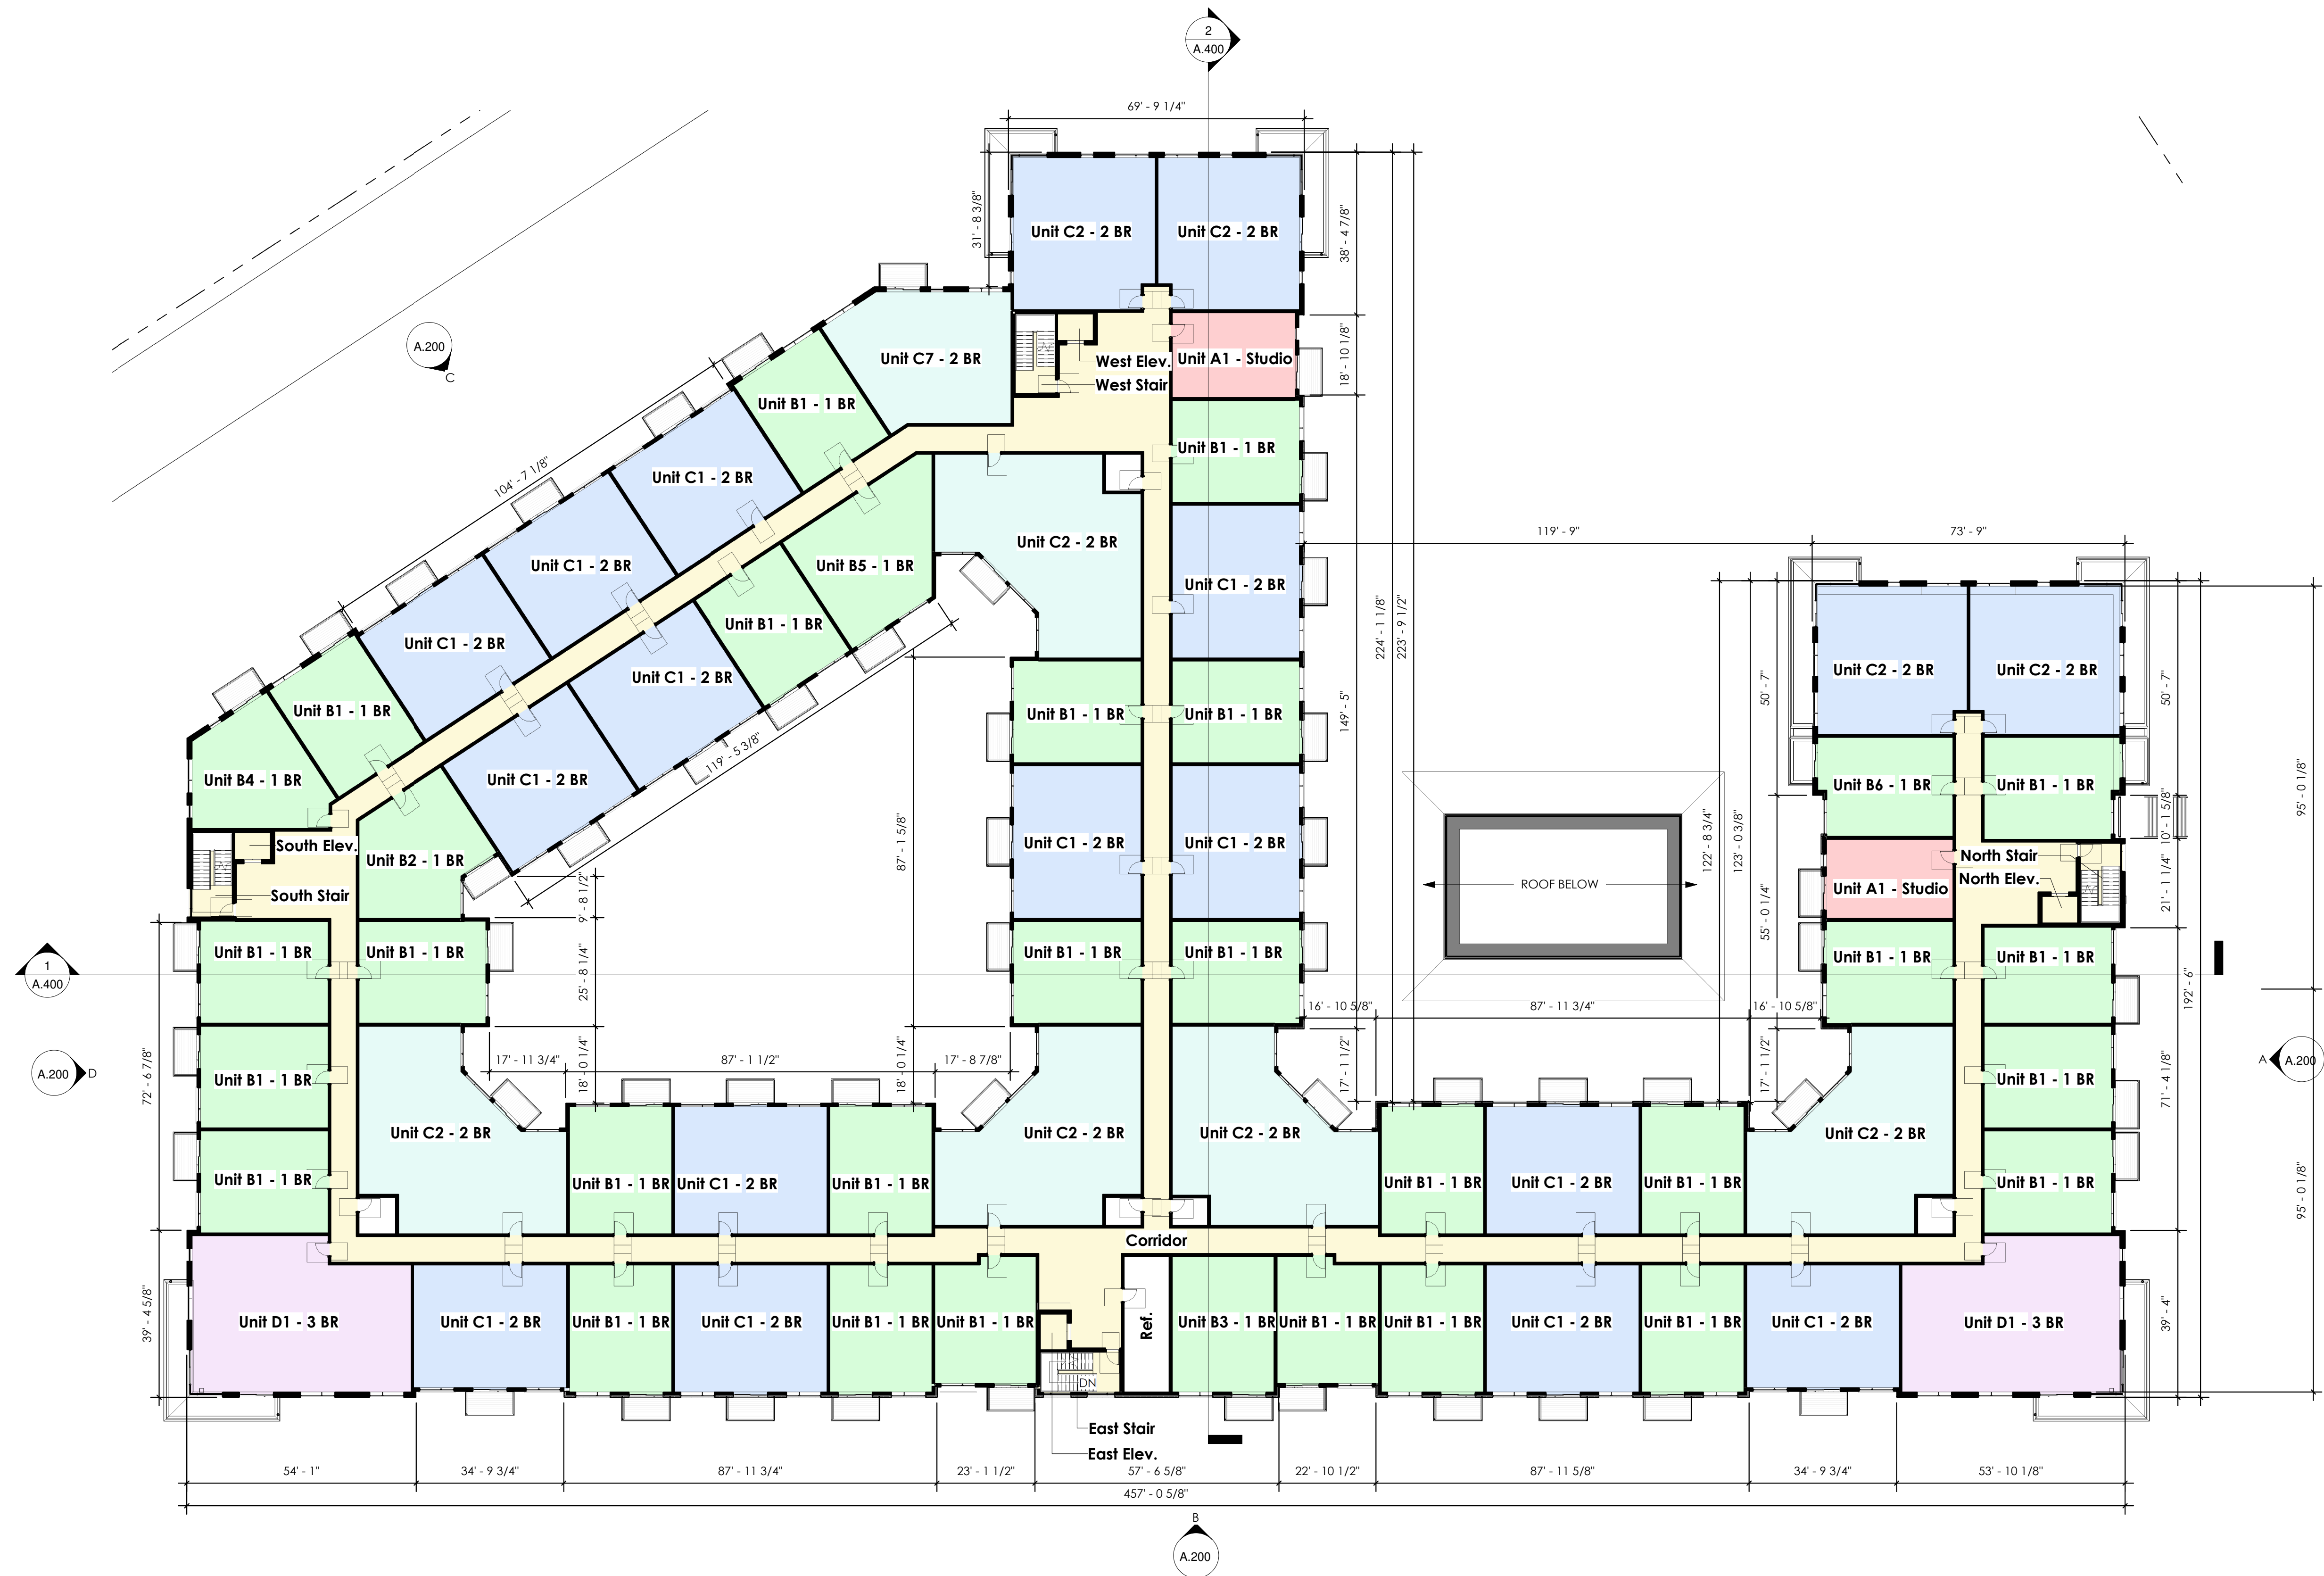 2
A.400
69' - 9 1/4"
31' - 8 3/8"
38' - 4 7/8"
Unit C2 - 2 BR
Unit C2 - 2 BR
A.200
C
Unit C7 - 2 BR
West Elev.
West Stair
Unit A1 - Studio
18' - 10 1/8"
Unit B1 - 1 BR
Unit B1 - 1 BR
104' - 7 1/8"
Unit C1 - 2 BR
Unit C1 - 2 BR
Unit B5 - 1 BR
Unit C2 - 2 BR
Unit C1 - 2 BR
119' - 9"
73' - 9"
Unit C1 - 2 BR
Unit B1 - 1 BR
224' - 1 1/8"
223' - 9 1/2"
Unit C1 - 2 BR
50' - 7"
Unit C2 - 2 BR
Unit C2 - 2 BR
50' - 7"
Unit B1 - 1 BR
Unit B1 - 1 BR
Unit B1 - 1 BR
149' - 5"
119' - 5 3/8"
Unit B4 - 1 BR
Unit C1 - 2 BR
Unit B6 - 1 BR
Unit B1 - 1 BR
95' - 0 1/8"
10' - 1 5/8"
South Elev.
Unit B2 - 1 BR
87' - 1 5/8"
Unit C1 - 2 BR
Unit C1 - 2 BR
122' - 8 3/4"
123' - 0 3/8"
North Stair
North Elev.
South Stair
9' - 8 1/2"
ROOF BELOW
55' - 0 1/4"
Unit A1 - Studio
21' - 1 1/4"
Unit B1 - 1 BR
Unit B1 - 1 BR
25' - 8 1/4"
Unit B1 - 1 BR
Unit B1 - 1 BR
Unit B1 - 1 BR
Unit B1 - 1 BR
1
A.400
192' - 6"
16' - 10 5/8"
87' - 11 3/4"
16' - 10 5/8"
A.200
D
72' - 6 7/8"
17' - 11 3/4"
18' - 0 1/4"
87' - 1 1/2"
18' - 0 1/4"
17' - 8 7/8"
17' - 1 1/2"
17' - 1 1/2"
Unit B1 - 1 BR
Unit B1 - 1 BR
71' - 4 1/8"
A
A.200
Unit C2 - 2 BR
Unit C2 - 2 BR
Unit C2 - 2 BR
Unit C2 - 2 BR
Unit B1 - 1 BR
Unit B1 - 1 BR
Unit C1 - 2 BR
Unit B1 - 1 BR
Unit B1 - 1 BR
Unit C1 - 2 BR
Unit B1 - 1 BR
Unit B1 - 1 BR
95' - 0 1/8"
Corridor
39' - 4 5/8"
Unit D1 - 3 BR
Unit C1 - 2 BR
Unit B1 - 1 BR
Unit C1 - 2 BR
Unit B1 - 1 BR
Unit B1 - 1 BR
Ref.
Unit B3 - 1 BR
Unit B1 - 1 BR
Unit B1 - 1 BR
Unit C1 - 2 BR
Unit B1 - 1 BR
Unit C1 - 2 BR
Unit D1 - 3 BR
39' - 4"
DN
East Stair
East Elev.
54' - 1"
34' - 9 3/4"
87' - 11 3/4"
23' - 1 1/2"
57' - 6 5/8"
22' - 10 1/2"
87' - 11 5/8"
34' - 9 3/4"
53' - 10 1/8"
457' - 0 5/8"
B
A.200